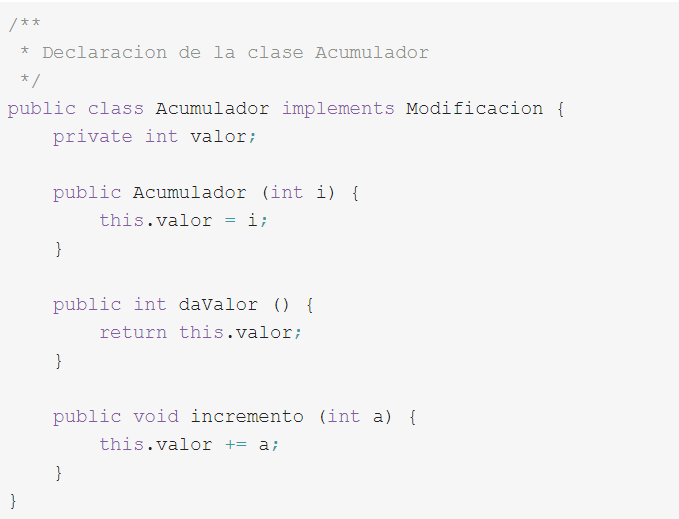 /**
 * Declaracion de la clase Acumulador
 */
public class Acumulador implements Modificacion {
    private int valor;

    public Acumulador (int i) {
        this.valor = i;
    }

    public int daValor () {
        return this.valor;
    }

    public void incremento (int a) {
        this.valor += a;
    }
}